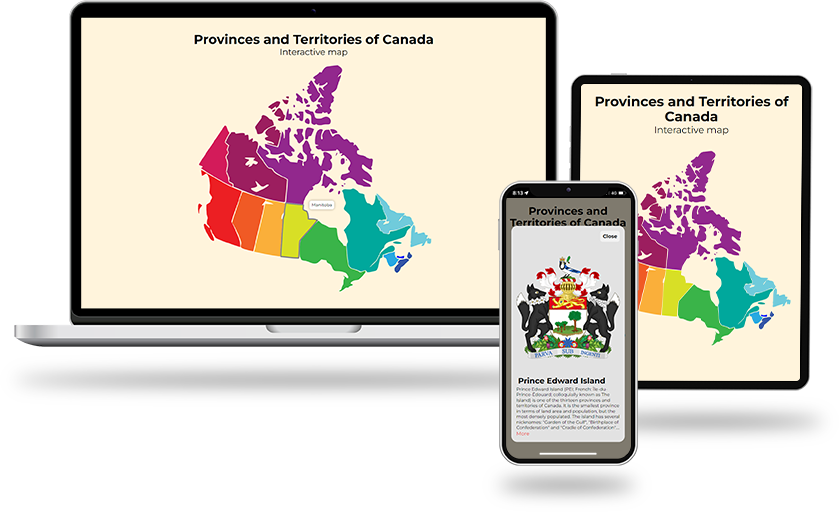 Provinces and Territories of Canada
Interactive map
Manitoba
Provinces and Territories of
Canada
Interactive map
8:13
Provinces and
Territories of Canada
Close
PARVA SUB INGENTI
Prince Edward Island
Prince Edward Island (PEI; French: Île-du-
Prince-Édouard; colloquially known as The
Island) is one of the thirteen provinces and
territories of Canada. It is the smallest province
in terms of land area and population, but the
most densely populated. The island has several
nicknames: "Garden of the Gulf", "Birthplace of
Confederation" and "Cradle of Confederation"...
More